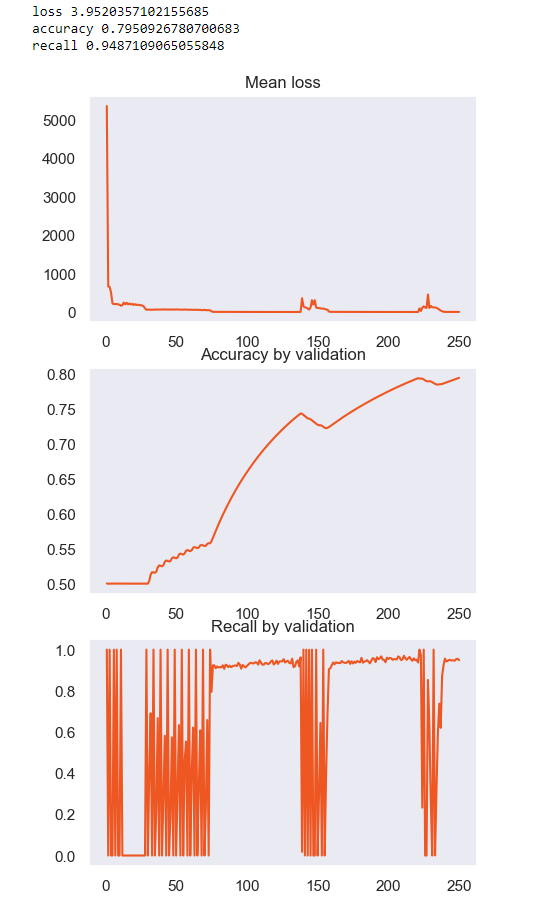 loss 3.9520357102155685
accuracy 0.7950926780700683
recall 0.9487109065055848
Mean loss
5000
4000
3000
2000
1000
0
0 50 100 150 200 250
Accuracy by validation
0.80
0.75
0.70
0.65
0.60
0.55
0.50
0 50 100 150 200 250
Recall by validation
1.0
0.8
0.6
0.4
0.2
0.0
0 50 100 150 200 250